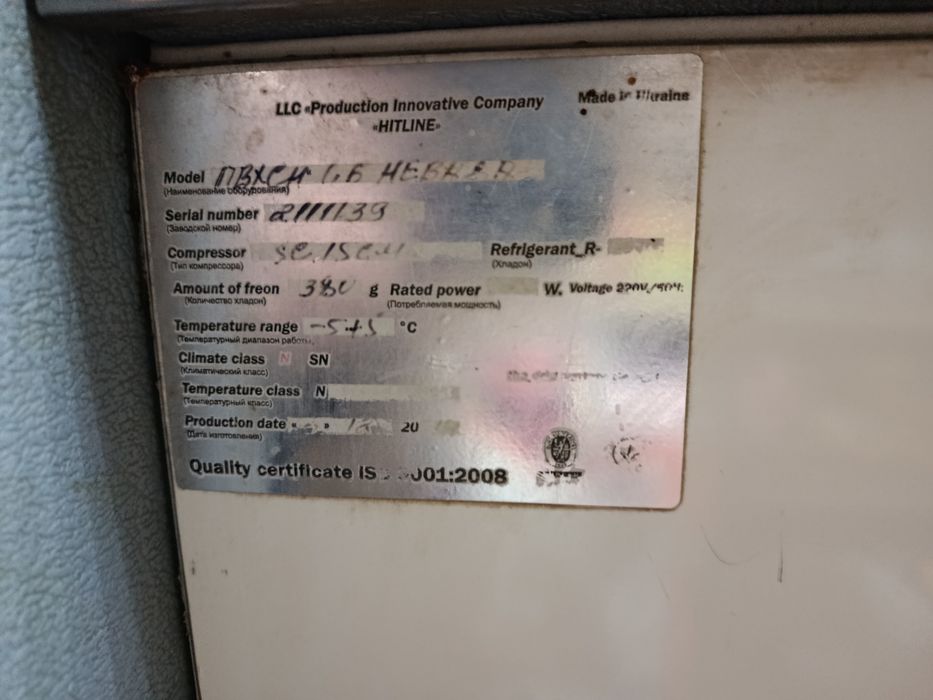 LLC «Production Innovative Company
«HITLINE»
Made in Ukraine
Model ПВХСН 1,6
(Наименование оборудования)
Serial number 2111139
(Заводской номер)
Compressor
(Тип компрессора)
Refrigerant_R-
(Хладон)
Amount of freon 380 g Rated power W. Voltage 220V./50Ч.
(Количество хладон) (Потребляемая мощность)
Temperature range -5 +5 °C
(Температурный диапазон работы,
Climate class N SN
(Климатический класс)
Temperature class N
(Температурный класс)
Production date « » 20
(Дата изготовления)
Quality certificate ISO 9001:2008